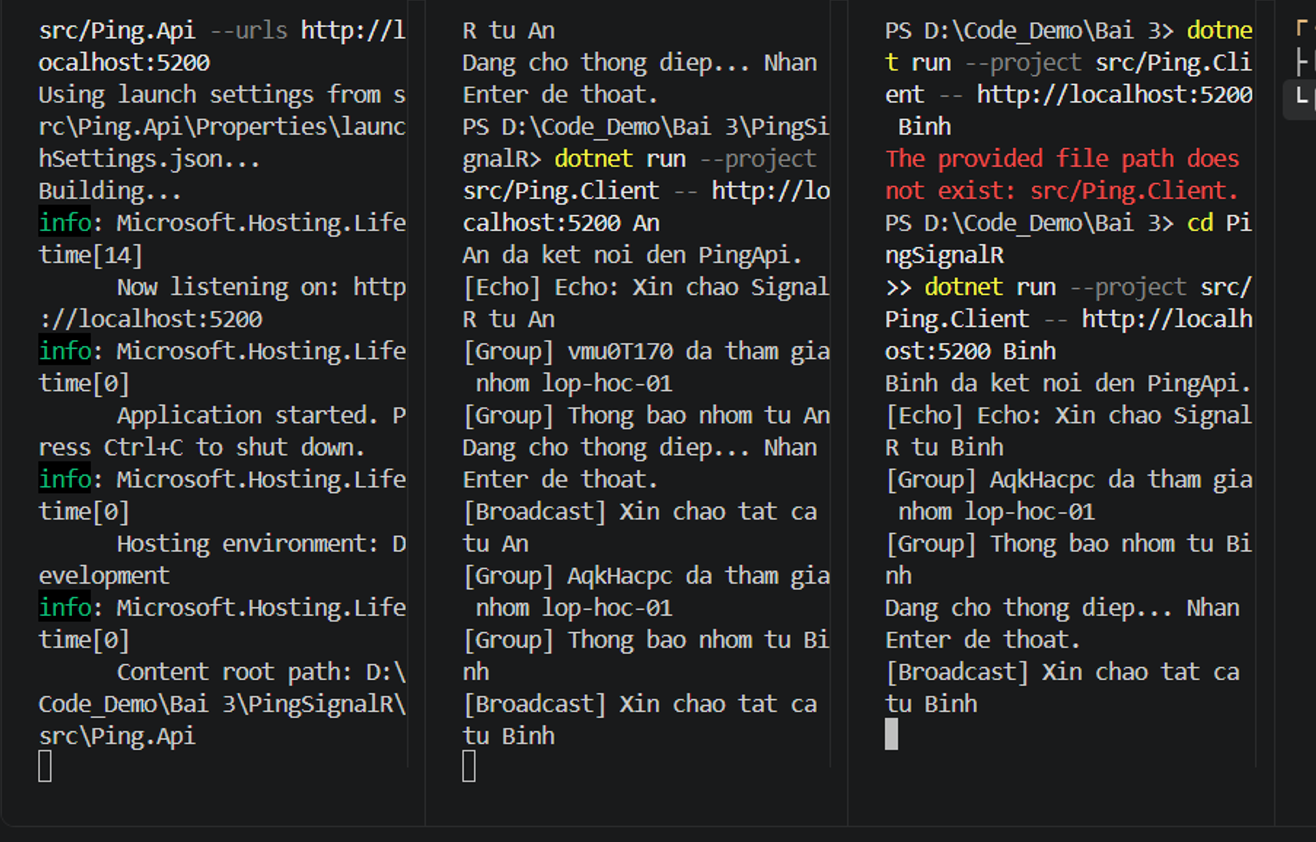 src/Ping.Api --urls http://l
ocalhost:5200
Using launch settings from s
rc\Ping.Api\Properties\launc
hSettings.json...
Building...
info: Microsoft.Hosting.Life
time[14]
      Now listening on: http
://localhost:5200
info: Microsoft.Hosting.Life
time[0]
      Application started. P
ress Ctrl+C to shut down.
info: Microsoft.Hosting.Life
time[0]
      Hosting environment: D
evelopment
info: Microsoft.Hosting.Life
time[0]
      Content root path: D:\
Code_Demo\Bai 3\PingSignalR\
src\Ping.Api
R tu An
Dang cho thong diep... Nhan
Enter de thoat.
PS D:\Code_Demo\Bai 3\PingSi
gnalR> dotnet run --project
src/Ping.Client -- http://lo
calhost:5200 An
An da ket noi den PingApi.
[Echo] Echo: Xin chao Signal
R tu An
[Group] vmu0T170 da tham gia
 nhom lop-hoc-01
[Group] Thong bao nhom tu An
Dang cho thong diep... Nhan
Enter de thoat.
[Broadcast] Xin chao tat ca
tu An
[Group] AqkHacpc da tham gia
 nhom lop-hoc-01
[Group] Thong bao nhom tu Bi
nh
[Broadcast] Xin chao tat ca
tu Binh
PS D:\Code_Demo\Bai 3> dotne
t run --project src/Ping.Cli
ent -- http://localhost:5200
 Binh
The provided file path does
not exist: src/Ping.Client.
PS D:\Code_Demo\Bai 3> cd Pi
ngSignalR
>> dotnet run --project src/
Ping.Client -- http://localh
ost:5200 Binh
Binh da ket noi den PingApi.
[Echo] Echo: Xin chao Signal
R tu Binh
[Group] AqkHacpc da tham gia
 nhom lop-hoc-01
[Group] Thong bao nhom tu Bi
nh
Dang cho thong diep... Nhan
Enter de thoat.
[Broadcast] Xin chao tat ca
tu Binh